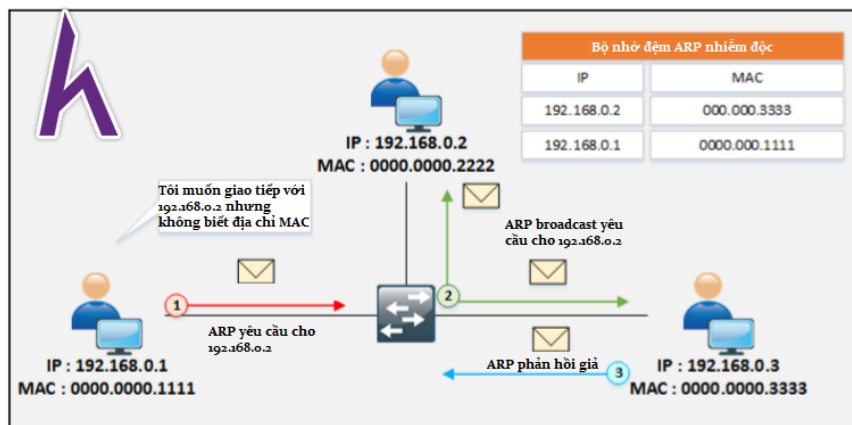 Bộ nhớ đệm ARP nhiễm độc
IP MAC
192.168.0.2 000.000.3333
192.168.0.1 0000.000.1111
IP : 192.168.0.2
MAC : 0000.0000.2222
Tôi muốn giao tiếp với
192.168.0.2 nhưng
không biết địa chỉ MAC
ARP broadcast yêu
cầu cho 192.168.0.2
1
2
ARP yêu cầu cho
192.168.0.2
ARP phản hồi giả
3
IP : 192.168.0.1
MAC : 0000.0000.1111
IP : 192.168.0.3
MAC : 0000.0000.3333